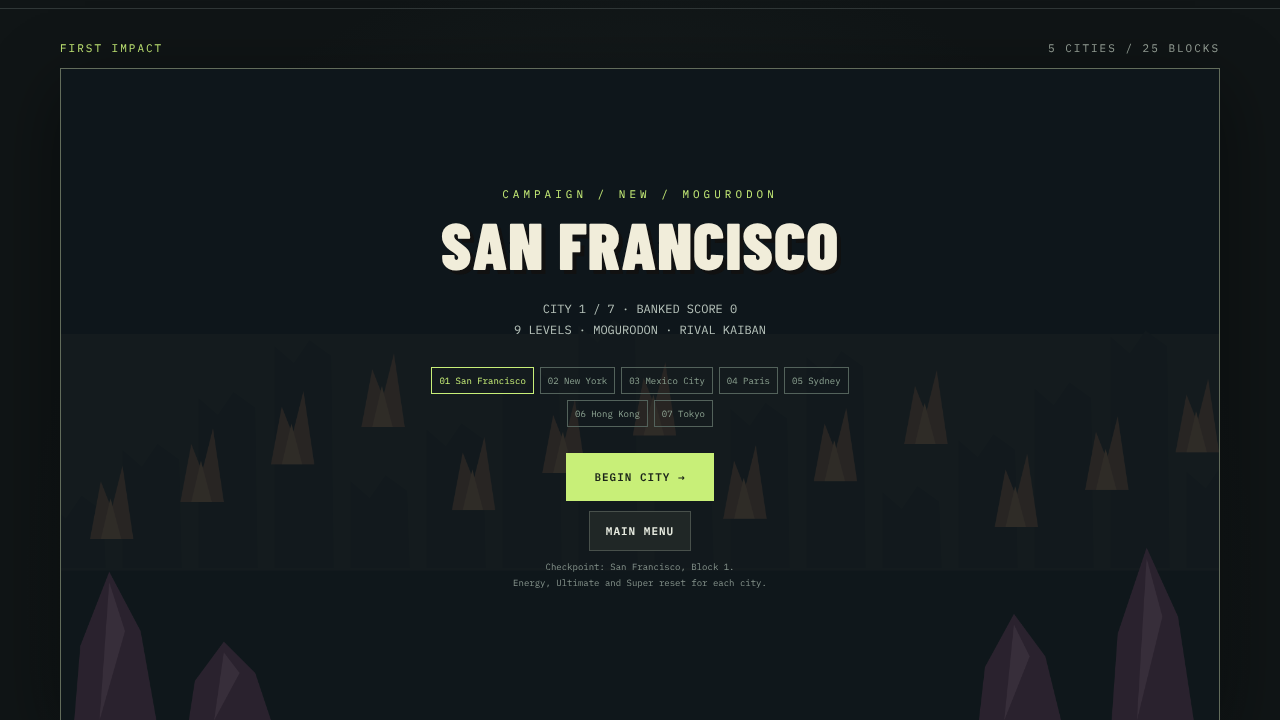 FIRST IMPACT
5 CITIES / 25 BLOCKS
CAMPAIGN / NEW / MOGURODON
SAN FRANCISCO
CITY 1 / 7 · BANKED SCORE 0
9 LEVELS · MOGURODON · RIVAL KAIBAN
01 San Francisco
02 New York
03 Mexico City
04 Paris
05 Sydney
06 Hong Kong
07 Tokyo
BEGIN CITY →
MAIN MENU
Checkpoint: San Francisco, Block 1.
Energy, Ultimate and Super reset for each city.